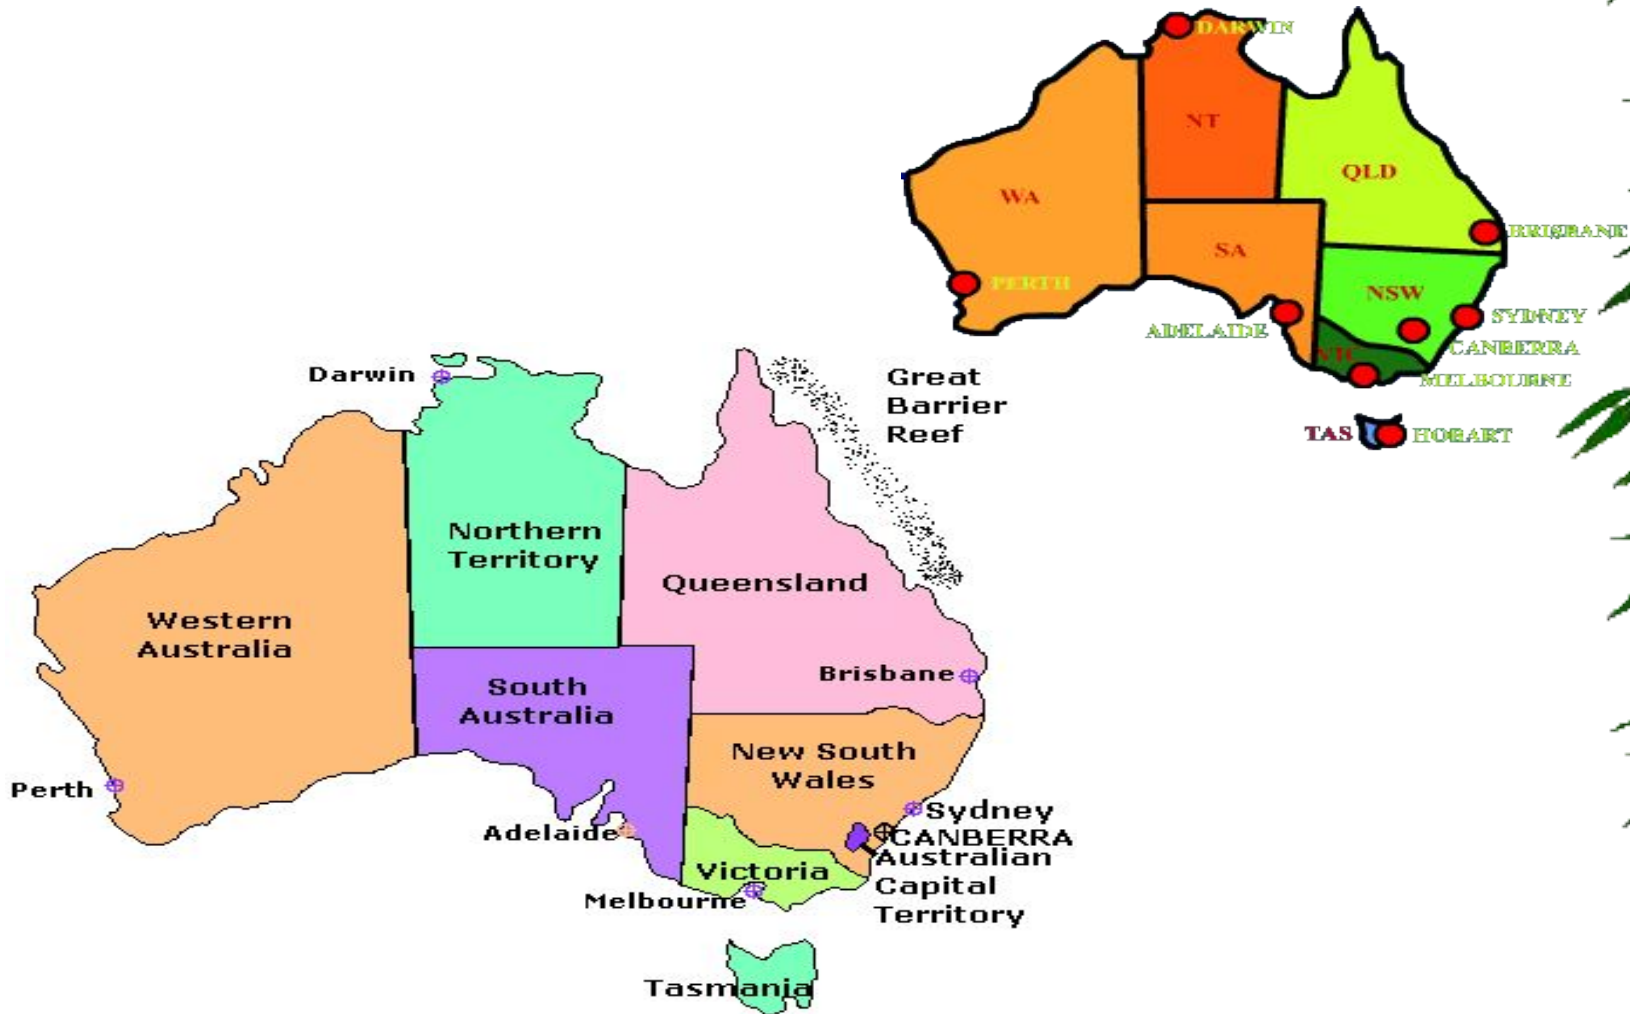 DARWIN
NT
QLD
WA
BRISBANE
SA
PERTH
NSW
SYDNEY
ADELAIDE
CANBERRA
VIC
MELBOURNE
TAS
HOBART
Darwin
Great
Barrier
Reef
Northern
Territory
Queensland
Western
Australia
Brisbane
South
Australia
New South
Wales
Perth
Sydney
Adelaide
CANBERRA
Australian
Capital
Territory
Victoria
Melbourne
Tasmania